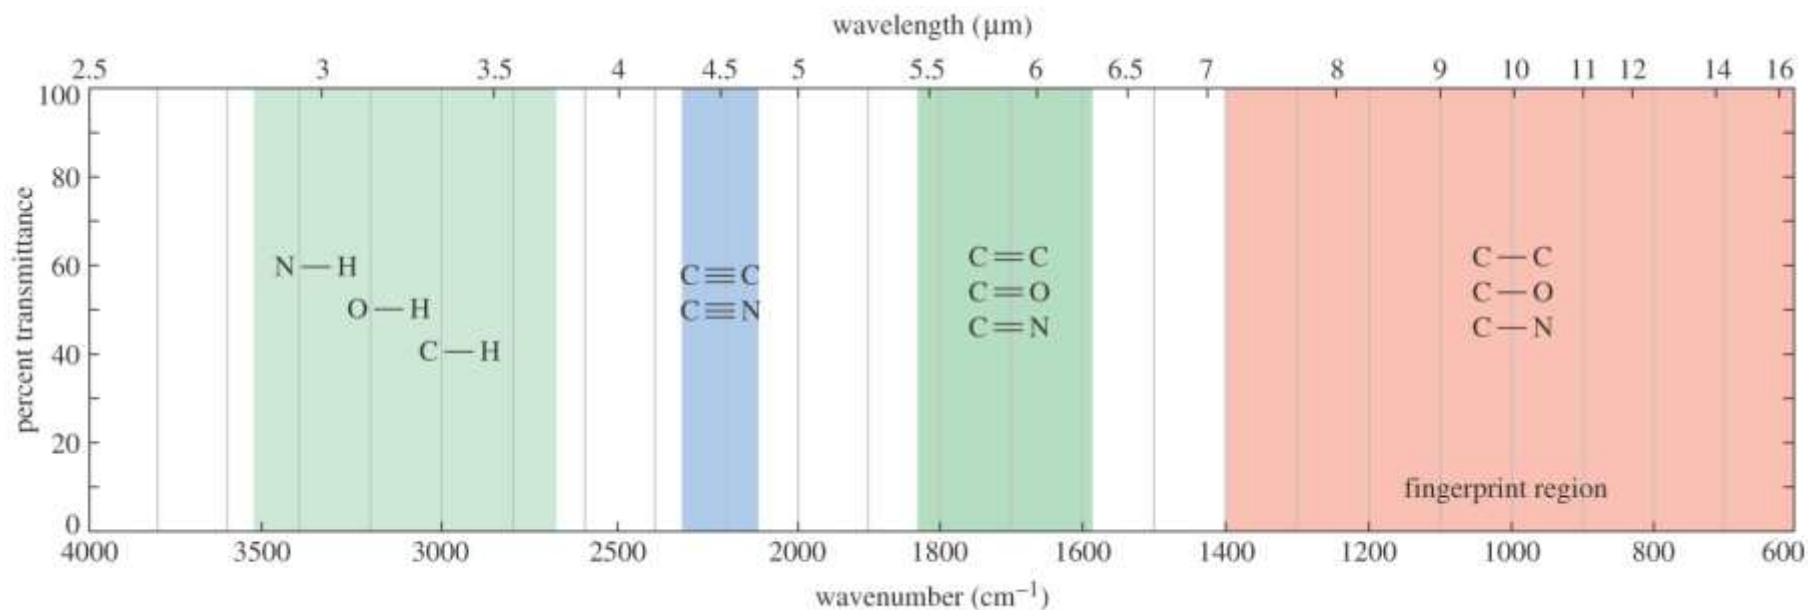 wavelength (μm)
2.5 3 3.5 4 4.5 5 5.5 6 6.5 7 8 9 10 11 12 14 16
100
80
60
40
20
0
percent transmittance
N—H
O—H
C—H
C≡C
C≡N
C=C
C=O
C=N
C—C
C—O
C—N
fingerprint region
4000 3500 3000 2500 2000 1800 1600 1400 1200 1000 800 600
wavenumber (cm⁻¹)